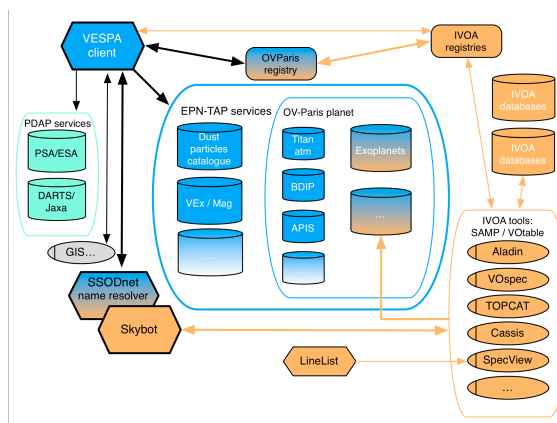 VESPA
client
OVParis
registry
IVOA
registries
IVOA
databases
IVOA
databases
PDAP services
PSA/ESA
DARTS/
Jaxa
GIS...
EPN-TAP services
Dust
particles
catalogue
VEx / Mag
...
OV-Paris planet
Titan
atm
BDIP
APIS
...
Exoplanets
...
SSODnet
name resolver
Skybot
LineList
IVOA tools:
SAMP / VOtable
Aladin
VOspec
TOPCAT
Cassis
SpecView
...